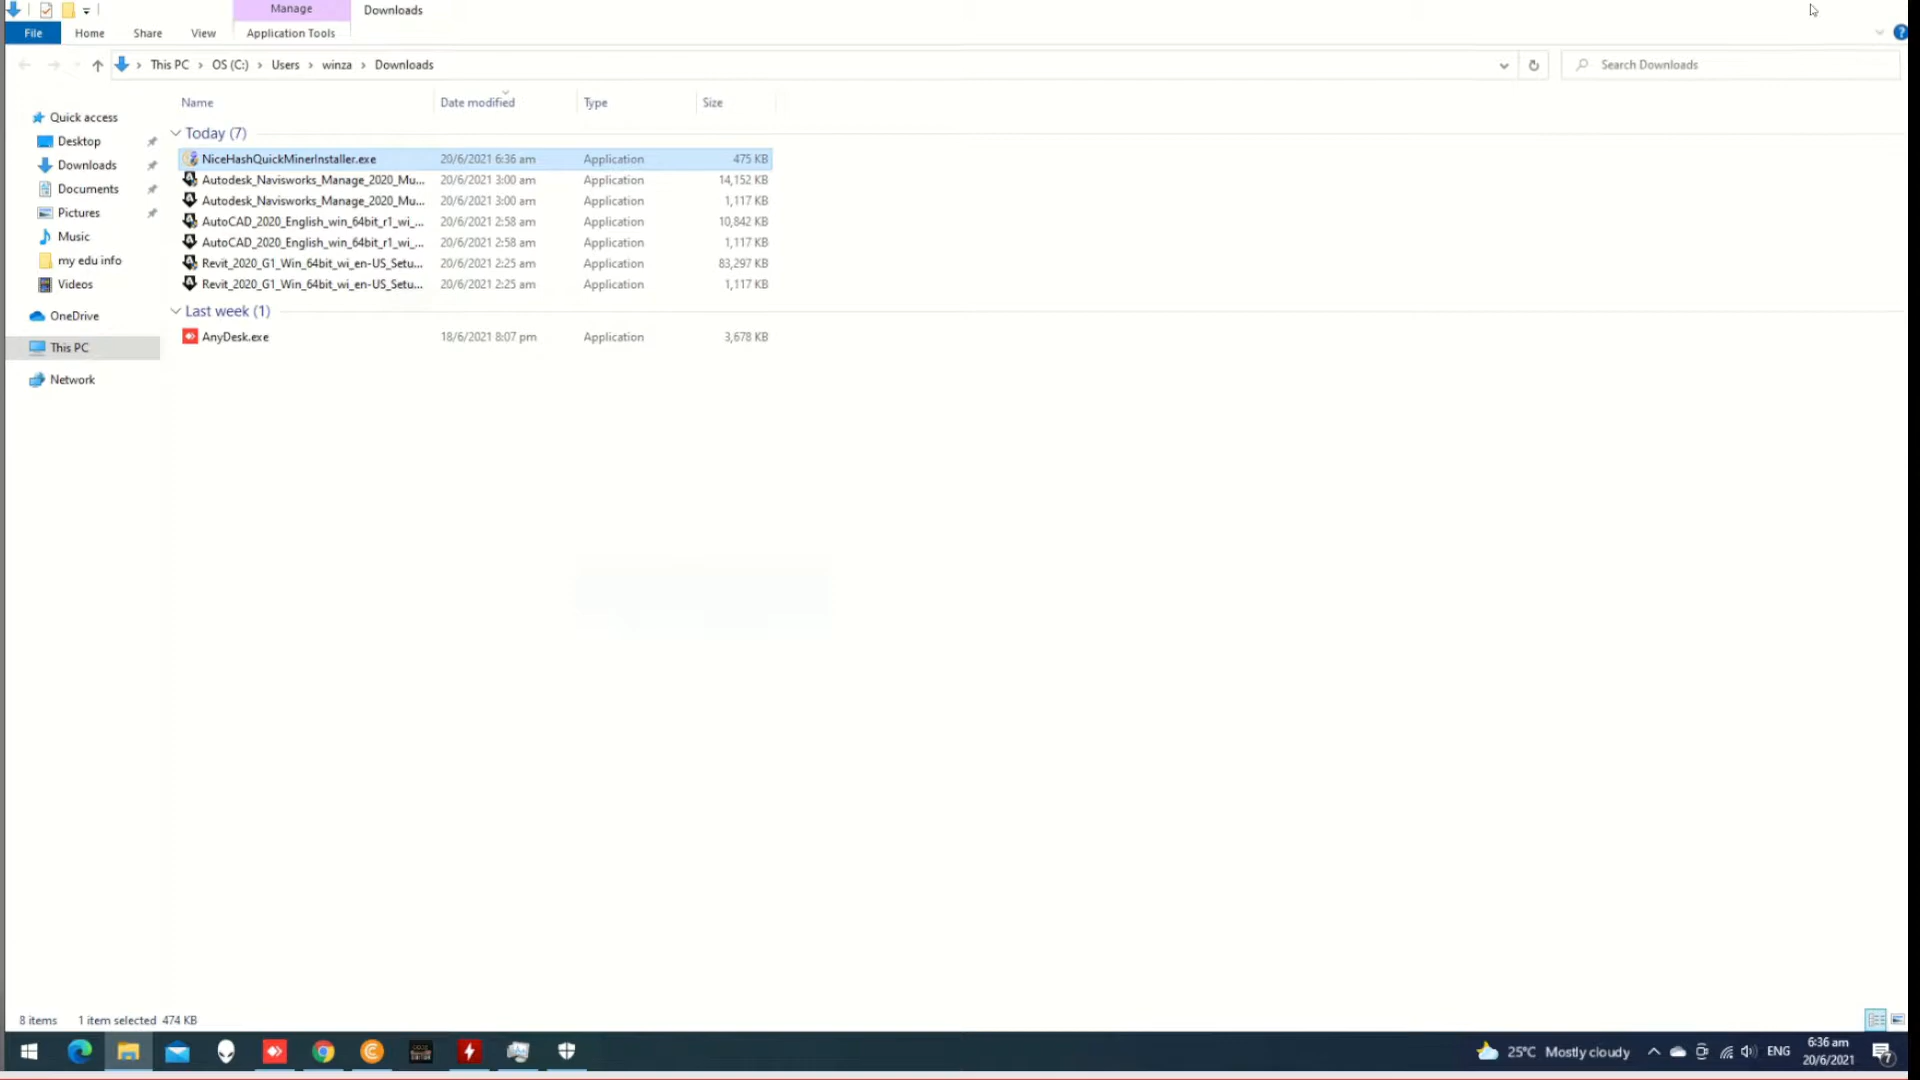 Manage
Downloads
File
Home
Share
View
Application Tools
This PC
OS (C:)
Users
winza
Downloads
Search Downloads
Name
Date modified
Type
Size
Quick access
Desktop
Downloads
Documents
Pictures
Music
my edu info
Videos
OneDrive
This PC
Network
Today (7)
NiceHashQuickMinerInstaller.exe 20/6/2021 6:36 am Application 475 KB
Autodesk_Navisworks_Manage_2020_Mu... 20/6/2021 3:00 am Application 14,152 KB
Autodesk_Navisworks_Manage_2020_Mu... 20/6/2021 3:00 am Application 1,117 KB
AutoCAD_2020_English_win_64bit_r1_wi_... 20/6/2021 2:58 am Application 10,842 KB
AutoCAD_2020_English_win_64bit_r1_wi_... 20/6/2021 2:58 am Application 1,117 KB
Revit_2020_G1_Win_64bit_wi_en-US_Setu... 20/6/2021 2:25 am Application 83,297 KB
Revit_2020_G1_Win_64bit_wi_en-US_Setu... 20/6/2021 2:25 am Application 1,117 KB
Last week (1)
AnyDesk.exe 18/6/2021 8:07 pm Application 3,678 KB
8 items 1 item selected 474 KB
25°C Mostly cloudy
ENG
6:36 am
20/6/2021
7